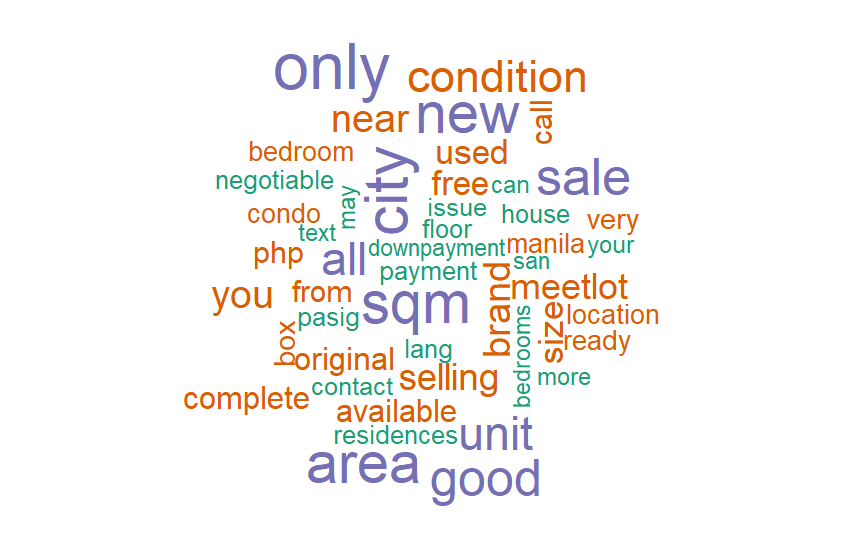 only
condition
near
new
call
bedroom
used
negotiable
city
free
can
sale
may
issue
house
condo
text
floor
very
php
all
downpayment
manila
your
payment
san
you
from
sqm
brand
meetlot
pasig
size
location
box
original
lang
bedrooms
ready
contact
selling
more
complete
available
residences
unit
area
good